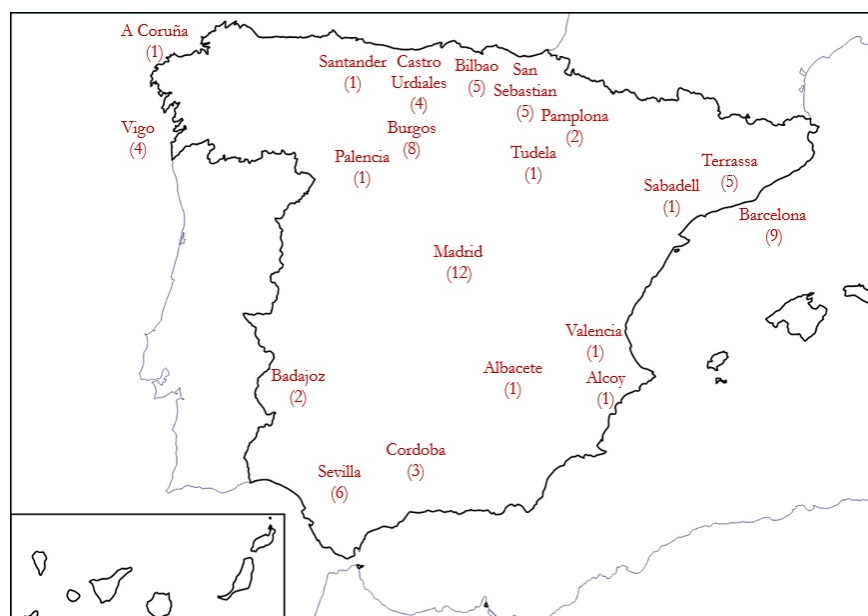 A Coruña
(1)
Santander
(1)
Castro
Urdiales
(4)
Bilbao
(5)
San
Sebastian
(5)
Pamplona
(2)
Vigo
(4)
Burgos
(8)
Palencia
(1)
Tudela
(1)
Terrassa
(5)
Sabadell
(1)
Barcelona
(9)
Madrid
(12)
Valencia
(1)
Badajoz
(2)
Albacete
(1)
Alcoy
(1)
Cordoba
(3)
Sevilla
(6)